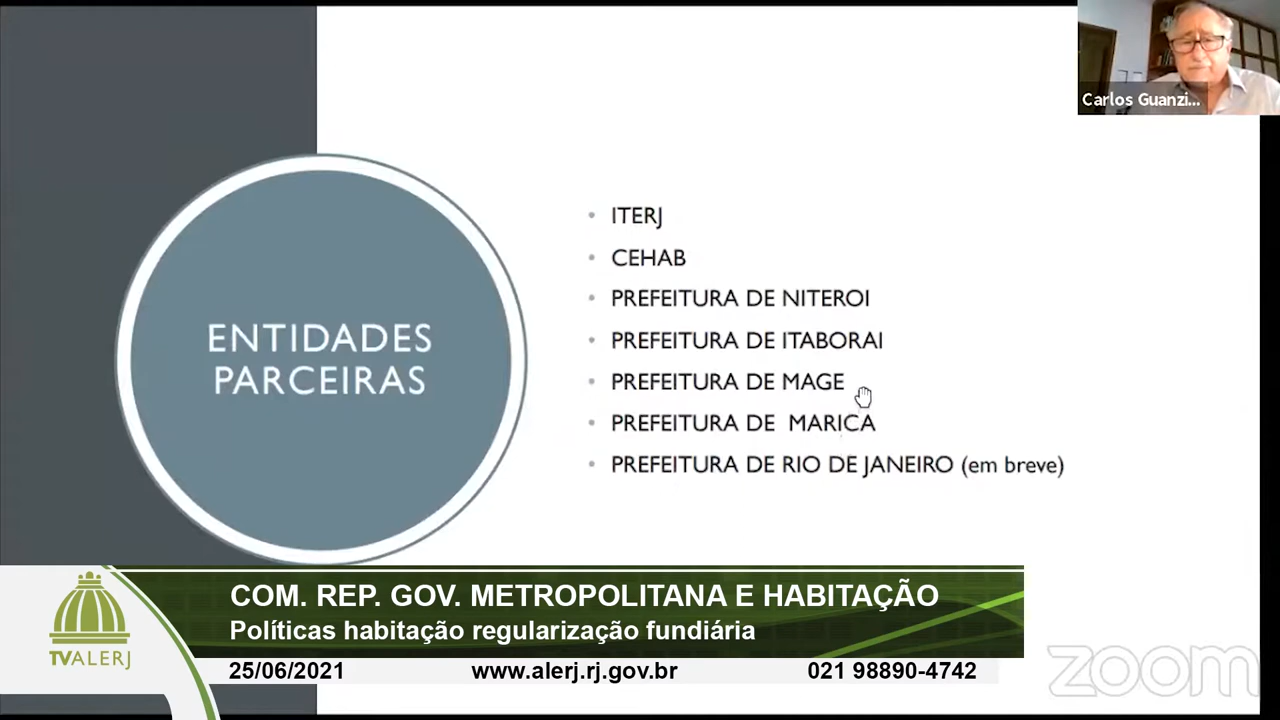 Carlos Guanzi...
ENTIDADES
PARCEIRAS
• ITERJ
• CEHAB
• PREFEITURA DE NITEROI
• PREFEITURA DE ITABORAI
• PREFEITURA DE MAGE
• PREFEITURA DE MARICA
• PREFEITURA DE RIO DE JANEIRO (em breve)
COM. REP. GOV. METROPOLITANA E HABITAÇÃO
Políticas habitação regularização fundiária
TVALERJ
25/06/2021 www.alerj.rj.gov.br 021 98890-4742
zoom